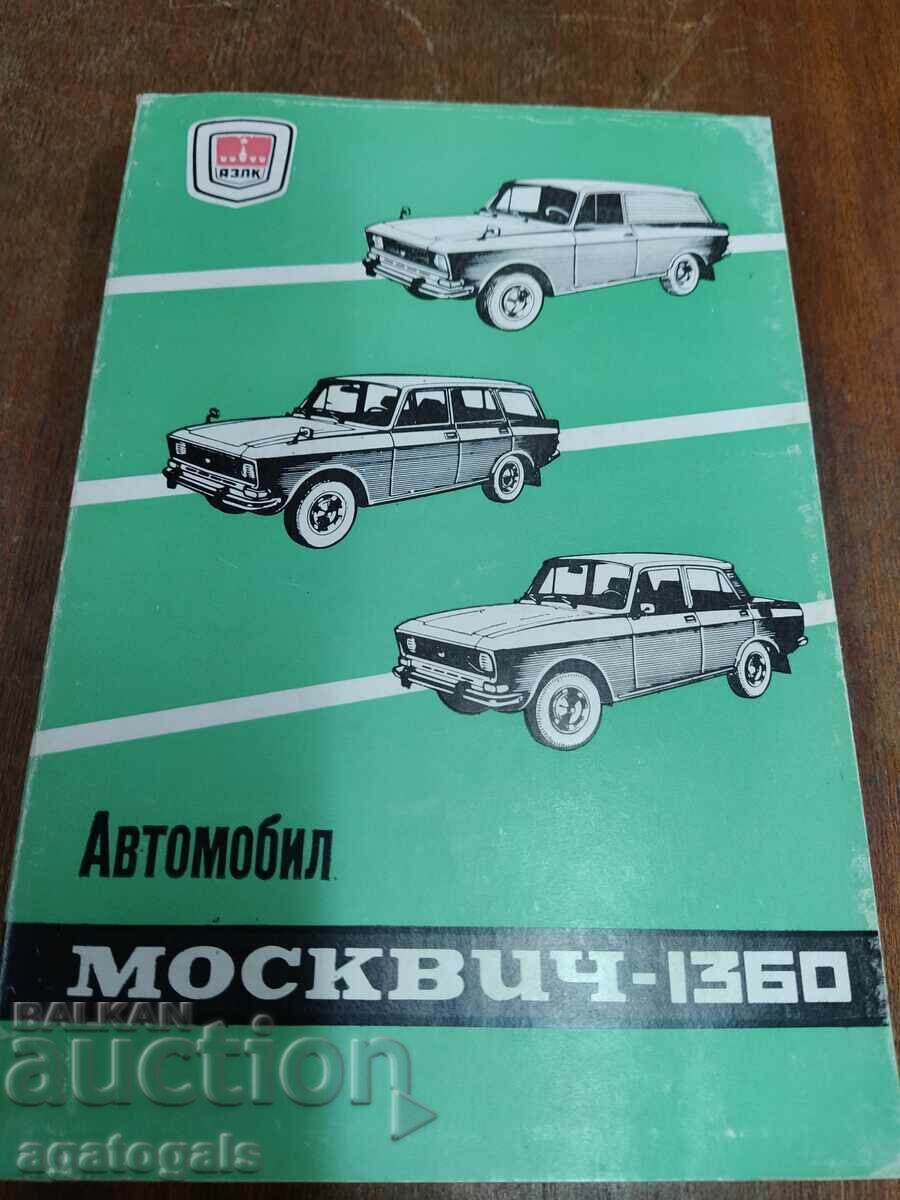 АЗЛК
Автомобил
МОСКВИЧ-1360
BALKAN
auction
agatogals